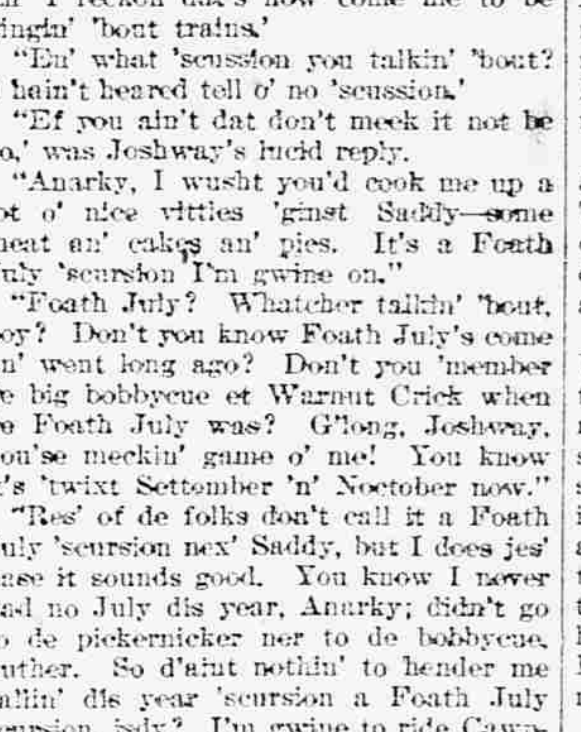 I reckon dat's how come me to be
ingin' 'bout trains.'
"En' what 'scussion you talkin' 'bout?
hain't heared tell o' no 'scussion.'
"Ef you ain't dat don't meek it not be
o,' was Joshway's lucid reply.
"Anarky, I wusht you'd cook me up a
ot o' nice vittles 'ginst Saddy—some
neat an' cakes an' pies. It's a Foath
uly 'scursion I'm gwine on."
"Foath July? Whatcher talkin' 'bout,
oy? Don't you know Foath July's come
n' went long ago? Don't you 'member
e big bobbycue et Warnut Crick when
e Foath July was? G'long, Joshway,
ou'se meckin' game o' me! You know
t's 'twixt Settember 'n' Noctober now."
"Res' of de folks don't call it a Foath
uly 'scursion nex' Saddy, but I does jes'
ase it sounds good. You know I never
ad no July dis year, Anarky; didn't go
o de pickernicker ner to de bobbycue,
uther. So d'aint nothin' to hender me
allin' dis year 'scursion a Foath July
cursion, isdy? I'm gwine to ride Cawn-